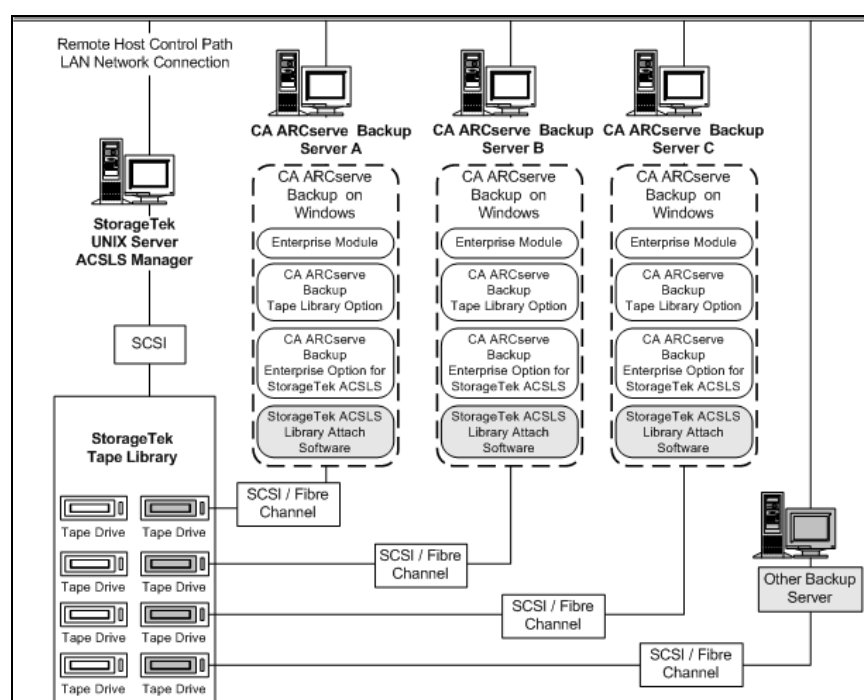 Remote Host Control Path
LAN Network Connection
StorageTek
UNIX Server
ACSLS Manager
SCSI
StorageTek
Tape Library
Tape Drive
Tape Drive
Tape Drive
Tape Drive
Tape Drive
Tape Drive
Tape Drive
Tape Drive
CA ARCserve Backup
Server A
CA ARCserve
Backup on
Windows
Enterprise Module
CA ARCserve
Backup
Tape Library Option
CA ARCserve
Backup
Enterprise Option for
StorageTek ACSLS
StorageTek ACSLS
Library Attach
Software
SCSI / Fibre
Channel
CA ARCserve Backup
Server B
CA ARCserve
Backup on
Windows
Enterprise Module
CA ARCserve
Backup
Tape Library Option
CA ARCserve
Backup
Enterprise Option for
StorageTek ACSLS
StorageTek ACSLS
Library Attach
Software
SCSI / Fibre
Channel
CA ARCserve Backup
Server C
CA ARCserve
Backup on
Windows
Enterprise Module
CA ARCserve
Backup
Tape Library Option
CA ARCserve
Backup
Enterprise Option for
StorageTek ACSLS
StorageTek ACSLS
Library Attach
Software
SCSI / Fibre
Channel
Other Backup
Server
SCSI / Fibre
Channel